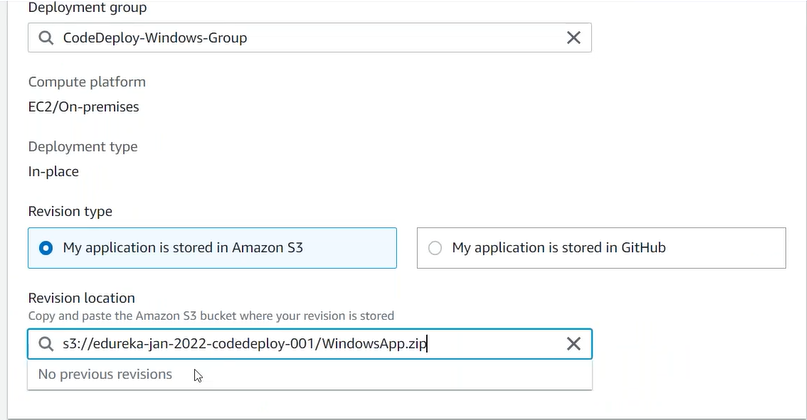 Deployment group
CodeDeploy-Windows-Group
Compute platform
EC2/On-premises
Deployment type
In-place
Revision type
My application is stored in Amazon S3
My application is stored in GitHub
Revision location
Copy and paste the Amazon S3 bucket where your revision is stored
s3://edureka-jan-2022-codedeploy-001/WindowsApp.zip
No previous revisions